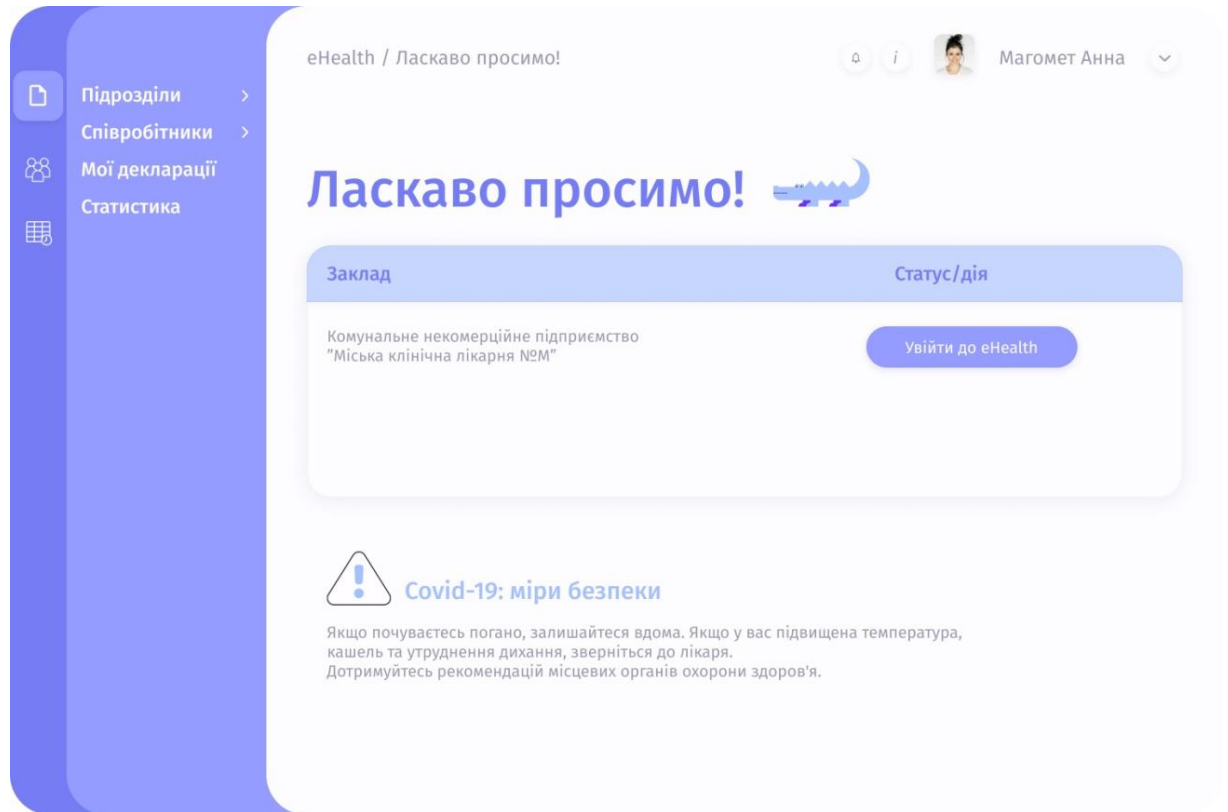 eHealth / Ласкаво просимо!
i
Магомет Анна
Підрозділи
Співробітники
Мої декларації
Статистика
Ласкаво просимо!
Заклад
Статус/дія
Комунальне некомерційне підприємство
"Міська клінічна лікарня №М"
Увійти до eHealth
Covid-19: міри безпеки
Якщо почуваєтесь погано, залишайтеся вдома. Якщо у вас підвищена температура,
кашель та утруднення дихання, зверніться до лікаря.
Дотримуйтесь рекомендацій місцевих органів охорони здоров'я.